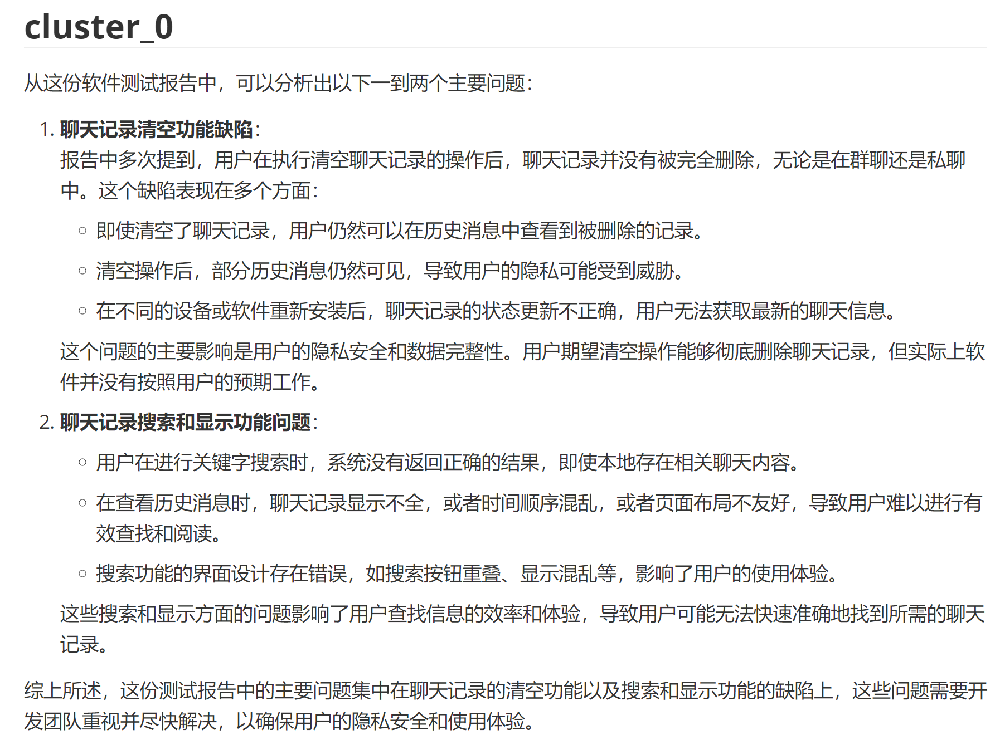 cluster_0
从这份软件测试报告中，可以分析出以下一到两个主要问题：
1. 聊天记录清空功能缺陷：
报告中多次提到，用户在执行清空聊天记录的操作后，聊天记录并没有被完全删除，无论是在群聊还是私聊
中。这个缺陷表现在多个方面：
○ 即使清空了聊天记录，用户仍然可以在历史消息中查看到被删除的记录。
○ 清空操作后，部分历史消息仍然可见，导致用户的隐私可能受到威胁。
○ 在不同的设备或软件重新安装后，聊天记录的状态更新不正确，用户无法获取最新的聊天信息。
这个问题的主要影响是用户的隐私安全和数据完整性。用户期望清空操作能够彻底删除聊天记录，但实际上软
件并没有按照用户的预期工作。
2. 聊天记录搜索和显示功能问题：
○ 用户在进行关键字搜索时，系统没有返回正确的结果，即使本地存在相关聊天内容。
○ 在查看历史消息时，聊天记录显示不全，或者时间顺序混乱，或者页面布局不友好，导致用户难以进行有
效查找和阅读。
○ 搜索功能的界面设计存在错误，如搜索按钮重叠、显示混乱等，影响了用户的使用体验。
这些搜索和显示方面的问题影响了用户查找信息的效率和体验，导致用户可能无法快速准确地找到所需的聊天
记录。
综上所述，这份测试报告中的主要问题集中在聊天记录的清空功能以及搜索和显示功能的缺陷上，这些问题需要开
发团队重视并尽快解决，以确保用户的隐私安全和使用体验。